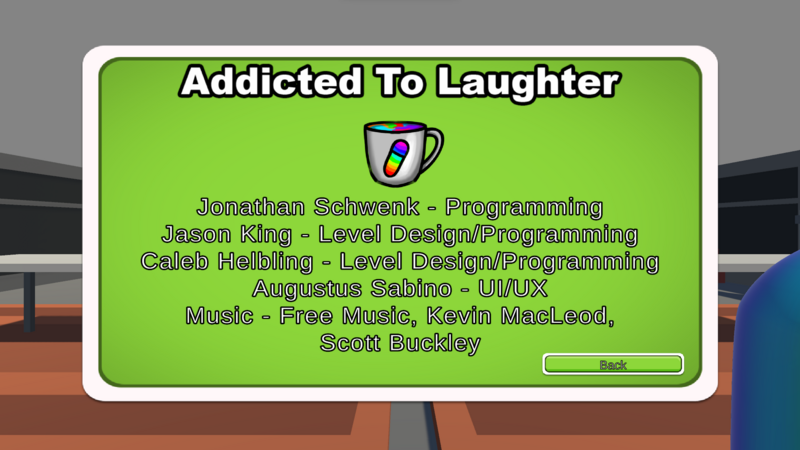 Addicted To Laughter
Jonathan Schwenk - Programming
Jason King - Level Design/Programming
Caleb Helbling - Level Design/Programming
Augustus Sabino - UI/UX
Music - Free Music, Kevin MacLeod,
Scott Buckley
Back